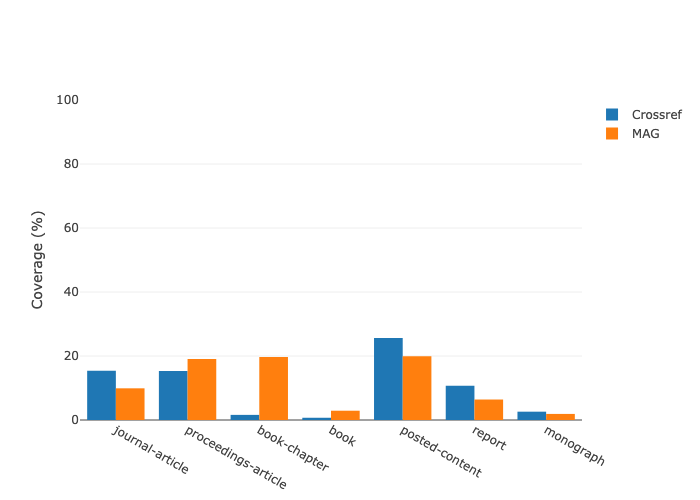 100
80
60
40
20
0
Coverage (%)
journal-article
proceedings-article
book-chapter
book
posted-content
report
monograph
Crossref
MAG